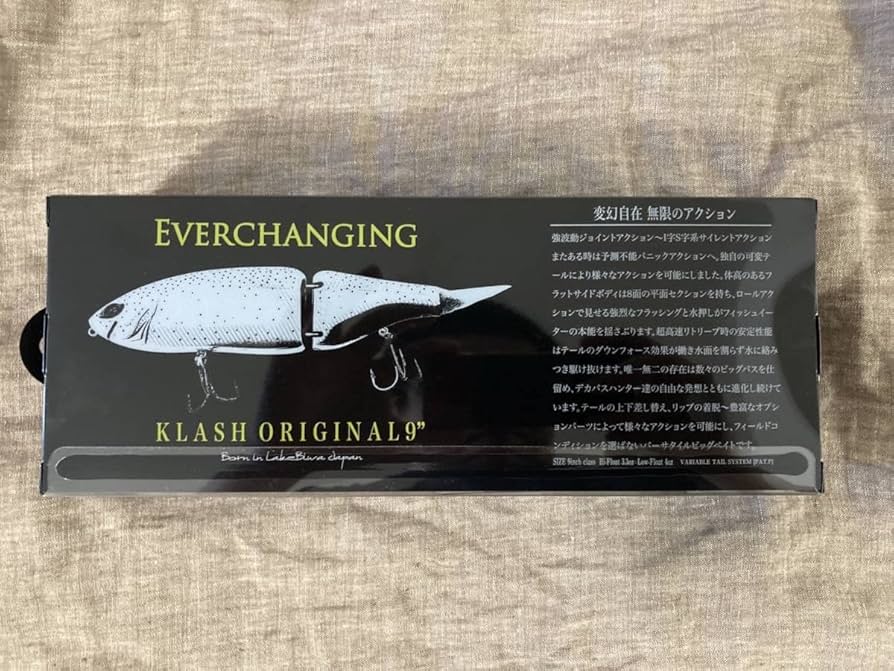 EVERCHANGING
KLASH ORIGINAL 9”
Born in LakeBiwa Japan
変幻自在 無限のアクション
強波動ジョイントアクション〜I字S字系サイレントアクション
またある時は予測不能パニックアクションへ。独自の可変テ
ールにより様々なアクションを可能にしました。体高のあるフ
ラットサイドボディは8面の平面セクションを持ち、ロールアク
ションで見せる強烈なフラッシングと水押しがフィッシュイー
ターの本能を揺さぶります。超高速リトリーブ時の安定性能
はテールのダウンフォース効果が働き水面を割らず水に絡み
つき駆け抜けます。唯一無二の存在は数々のビッグバスを仕
留め、デカバスハンター達の自由な発想とともに進化し続けて
います。テールの上下差し替え、リップの着脱〜豊富なオプシ
ョンパーツによって様々なアクションを可能にし、フィールドコ
ンディションを選ばないバーサタイルビッグベイトです。
SIZE 9inch class Hi-Float 3.8oz〜Low-Float 4oz VARIABLE TAIL SYSTEM [PAT.P]